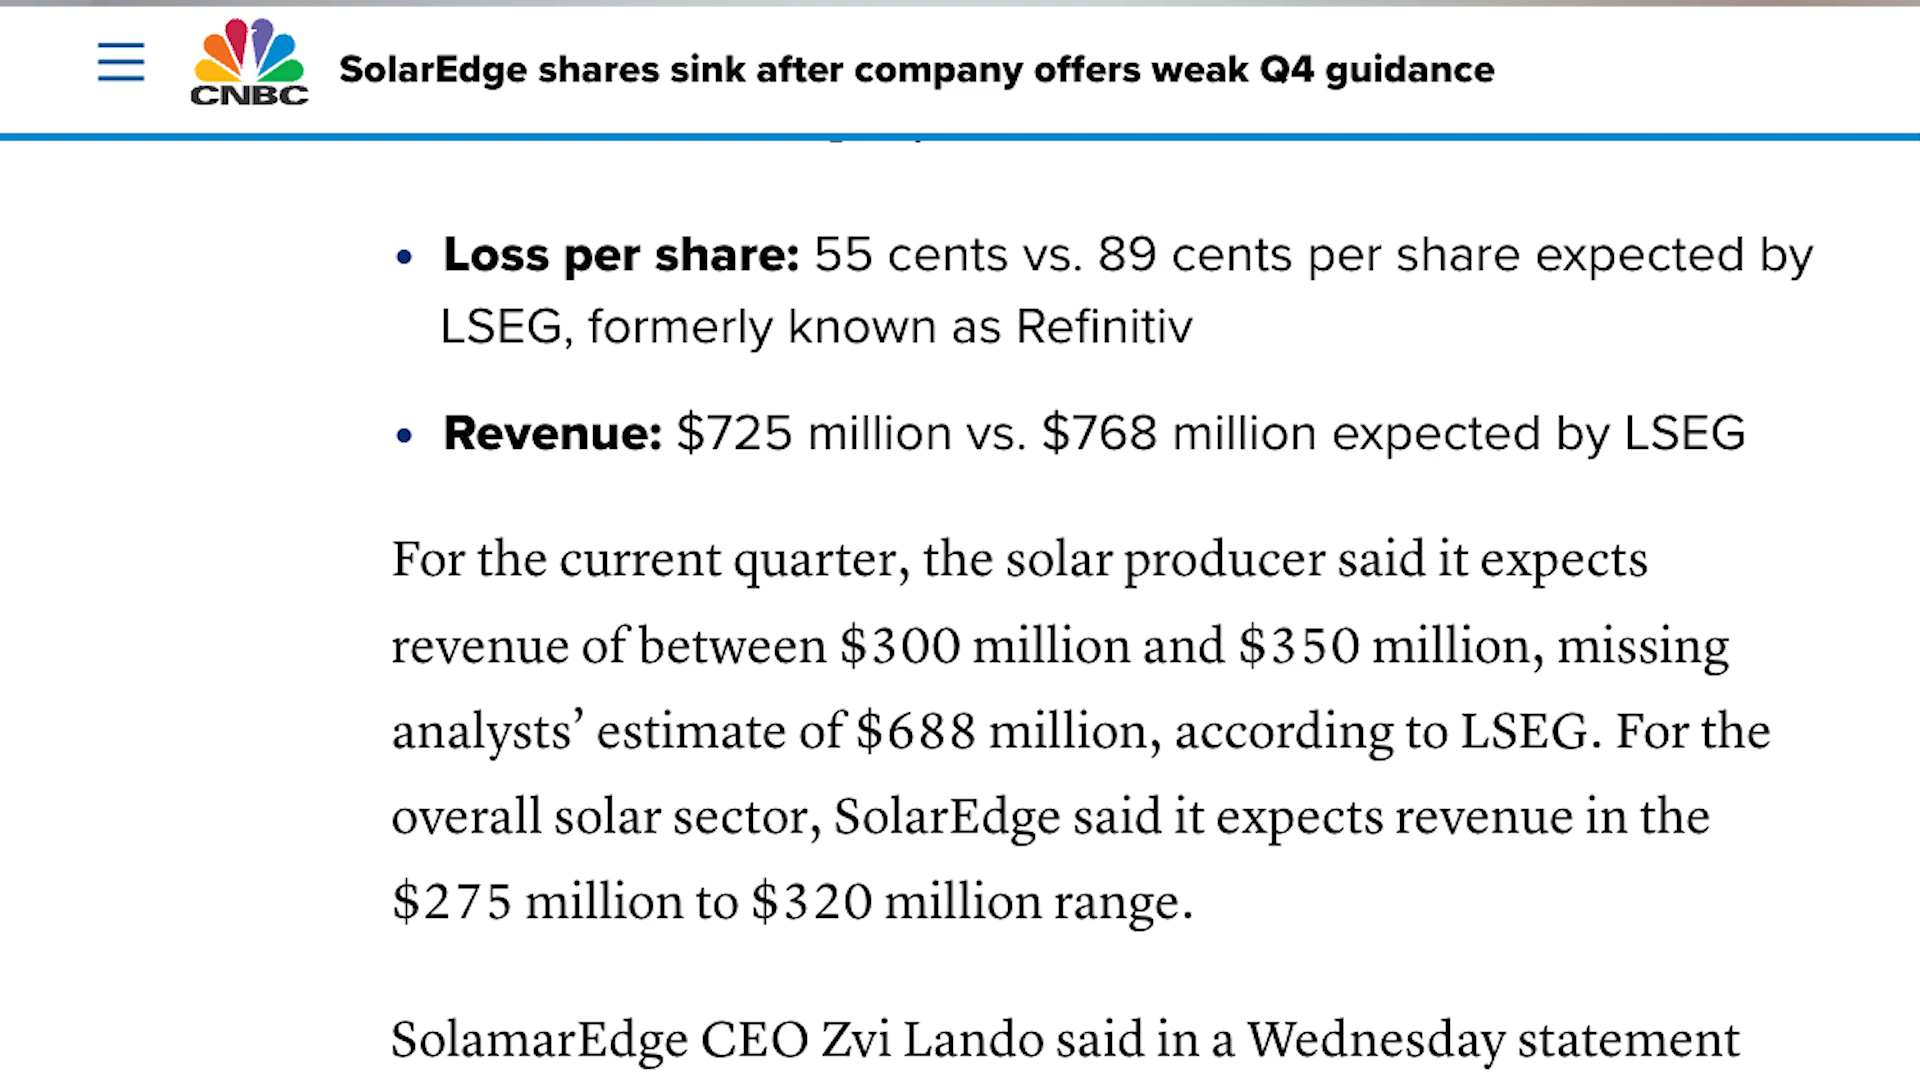 CNBC
SolarEdge shares sink after company offers weak Q4 guidance
• Loss per share: 55 cents vs. 89 cents per share expected by
LSEG, formerly known as Refinitiv
• Revenue: $725 million vs. $768 million expected by LSEG
For the current quarter, the solar producer said it expects
revenue of between $300 million and $350 million, missing
analysts’ estimate of $688 million, according to LSEG. For the
overall solar sector, SolarEdge said it expects revenue in the
$275 million to $320 million range.
SolamarEdge CEO Zvi Lando said in a Wednesday statement